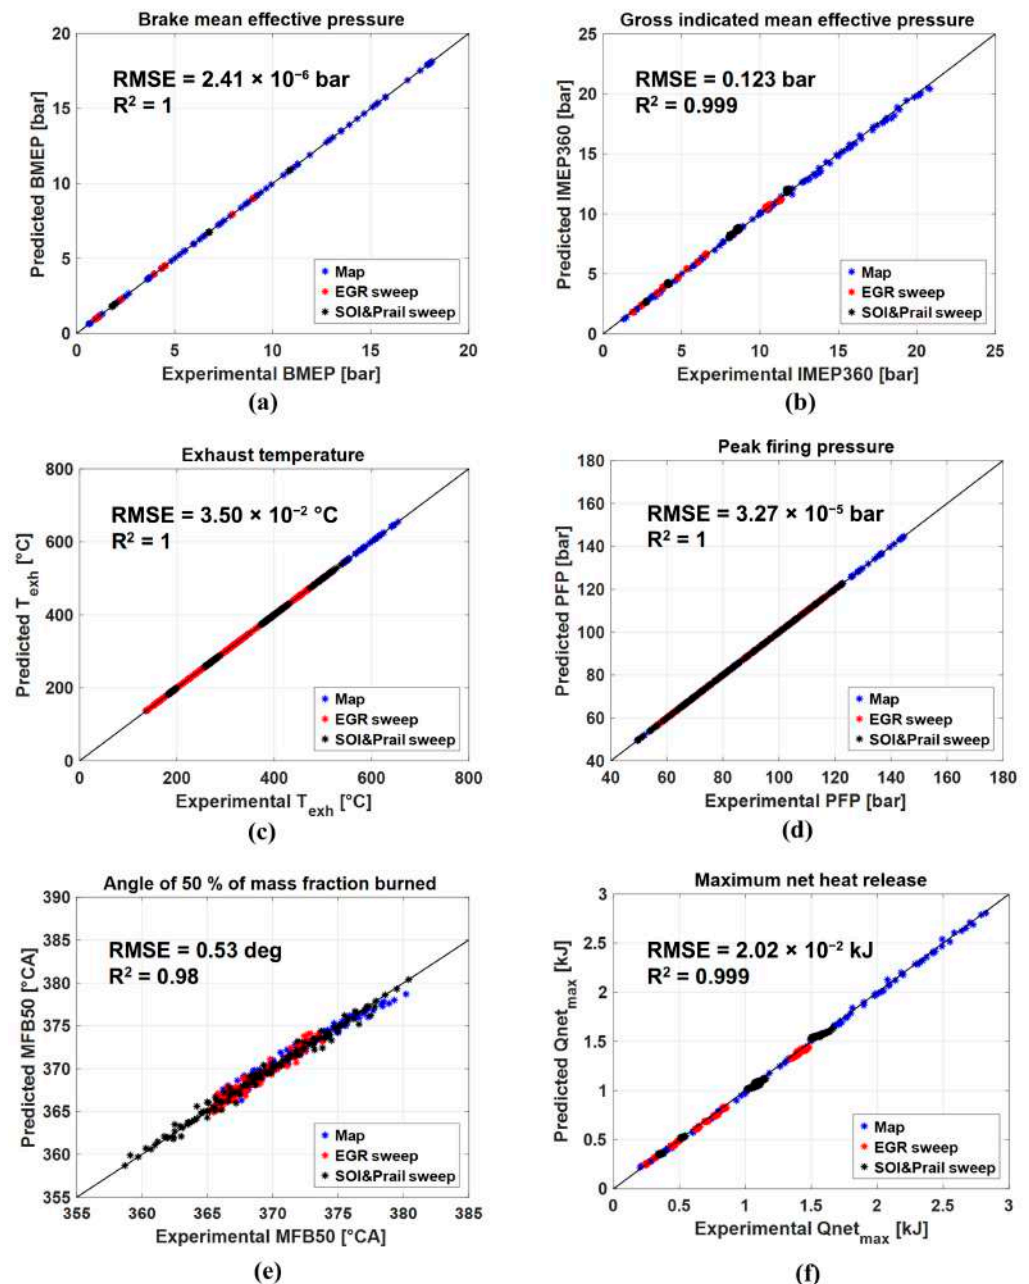 Brake mean effective pressure
20
15
10
5
0
Predicted BMEP [bar]
RMSE = 2.41 × 10⁻⁶ bar
R² = 1
Map
EGR sweep
SOI&Prail sweep
0 5 10 15 20
Experimental BMEP [bar]
(a)
Gross indicated mean effective pressure
25
20
15
10
5
0
Predicted IMEP360 [bar]
RMSE = 0.123 bar
R² = 0.999
Map
EGR sweep
SOI&Prail sweep
0 5 10 15 20 25
Experimental IMEP360 [bar]
(b)
Exhaust temperature
800
600
400
200
0
Predicted T_exh [°C]
RMSE = 3.50 × 10⁻² °C
R² = 1
Map
EGR sweep
SOI&Prail sweep
0 200 400 600 800
Experimental T_exh [°C]
(c)
Peak firing pressure
180
160
140
120
100
80
60
40
Predicted PFP [bar]
RMSE = 3.27 × 10⁻⁵ bar
R² = 1
Map
EGR sweep
SOI&Prail sweep
40 60 80 100 120 140 160 180
Experimental PFP [bar]
(d)
Angle of 50 % of mass fraction burned
390
385
380
375
370
365
360
355
Predicted MFB50 [°CA]
RMSE = 0.53 deg
R² = 0.98
Map
EGR sweep
SOI&Prail sweep
355 360 365 370 375 380 385
Experimental MFB50 [°CA]
(e)
Maximum net heat release
3
2.5
2
1.5
1
0.5
0
Predicted Qnet_max [kJ]
RMSE = 2.02 × 10⁻² kJ
R² = 0.999
Map
EGR sweep
SOI&Prail sweep
0 0.5 1 1.5 2 2.5 3
Experimental Qnet_max [kJ]
(f)